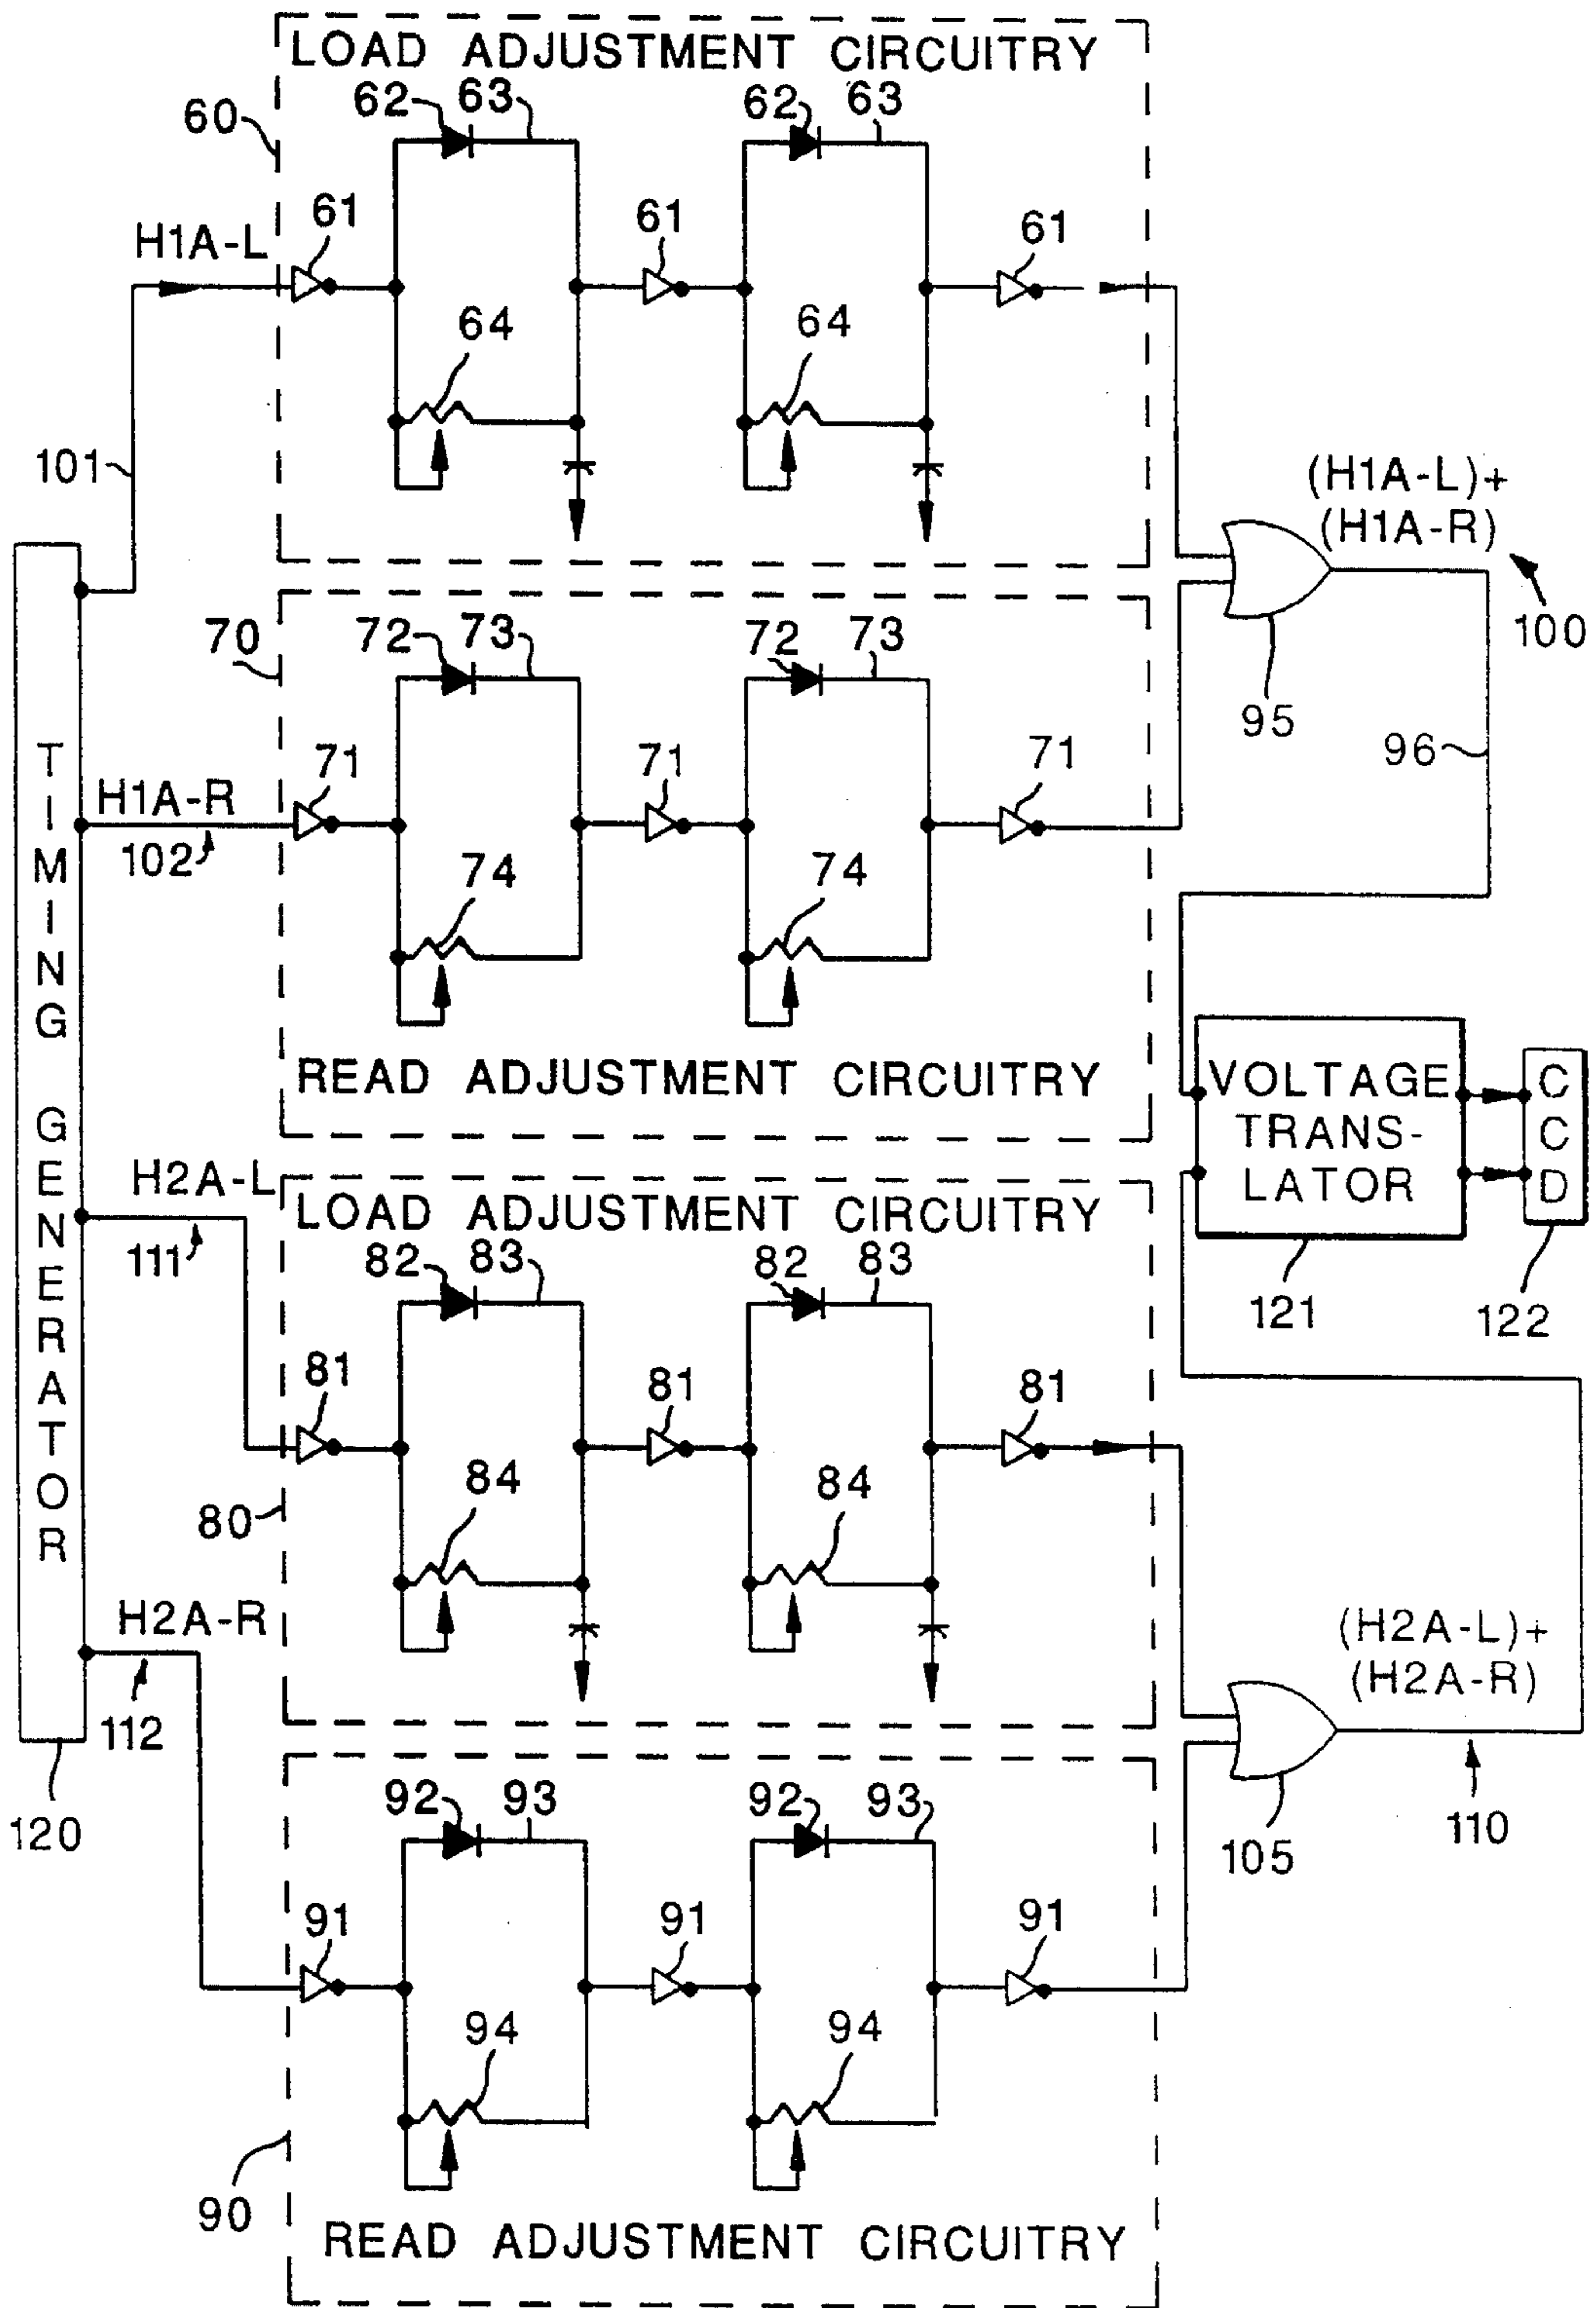 LOAD ADJUSTMENT CIRCUITRY
62 63 62 63
60
61 61 61
H1A-L
64 64
101
(H1A-L)+
(H1A-R)
100
95
96
70
72 73 72 73
71 71 71
H1A-R
102
74 74
READ ADJUSTMENT CIRCUITRY
TIMING GENERATOR
120
VOLTAGE
TRANS-
LATOR
121
CCD
122
H2A-L
111
LOAD ADJUSTMENT CIRCUITRY
82 83 82 83
81 81 81
84 84
80
H2A-R
112
(H2A-L)+
(H2A-R)
110
105
92 93 92 93
91 91 91
94 94
90
READ ADJUSTMENT CIRCUITRY